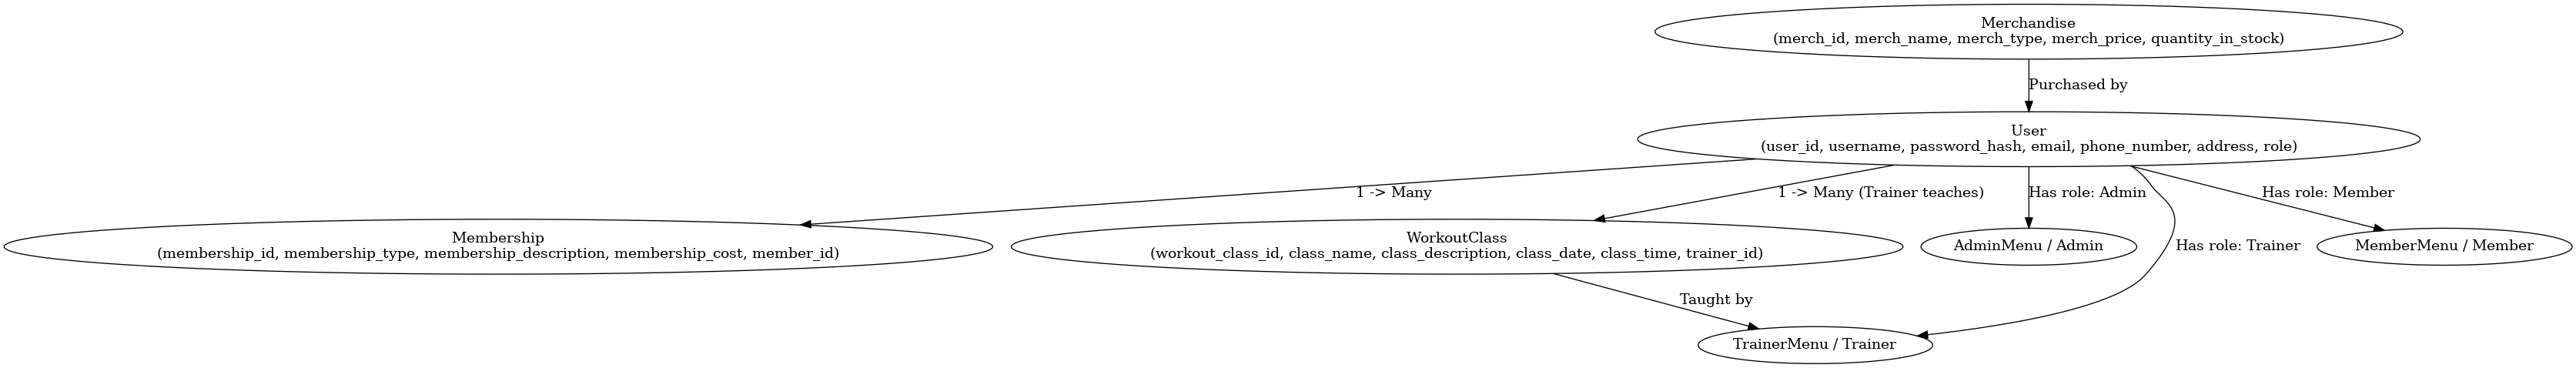 Merchandise
(merch_id, merch_name, merch_type, merch_price, quantity_in_stock)
Purchased by
User
(user_id, username, password_hash, email, phone_number, address, role)
1 -> Many
1 -> Many (Trainer teaches)
Has role: Admin
Has role: Member
Membership
(membership_id, membership_type, membership_description, membership_cost, member_id)
WorkoutClass
(workout_class_id, class_name, class_description, class_date, class_time, trainer_id)
AdminMenu / Admin
Has role: Trainer
MemberMenu / Member
Taught by
TrainerMenu / Trainer